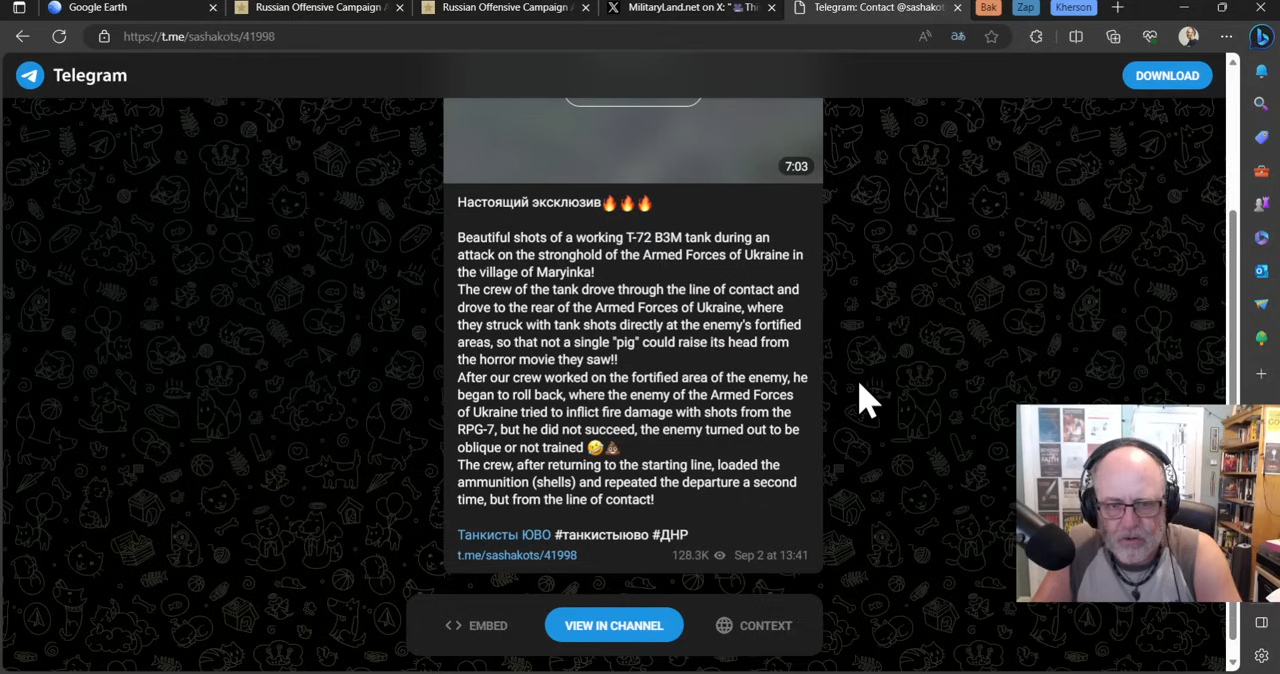 Google Earth
Russian Offensive Campaign
Russian Offensive Campaign
MilitaryLand.net on X: "
Thi
Telegram: Contact @sashakot
Bak
Zap
Kherson
https://t.me/sashakots/41998
Telegram
DOWNLOAD
7:03
Настоящий эксклюзив🔥🔥🔥
Beautiful shots of a working T-72 B3M tank during an
attack on the stronghold of the Armed Forces of Ukraine in
the village of Maryinka!
The crew of the tank drove through the line of contact and
drove to the rear of the Armed Forces of Ukraine, where
they struck with tank shots directly at the enemy's fortified
areas, so that not a single "pig" could raise its head from
the horror movie they saw!!
After our crew worked on the fortified area of the enemy, he
began to roll back, where the enemy of the Armed Forces
of Ukraine tried to inflict fire damage with shots from the
RPG-7, but he did not succeed, the enemy turned out to be
oblique or not trained 🤣💩
The crew, after returning to the starting line, loaded the
ammunition (shells) and repeated the departure a second
time, but from the line of contact!
Танкисты ЮВО #танкистыюво #ДНР
t.me/sashakots/41998 128.3K Sep 2 at 13:41
EMBED
VIEW IN CHANNEL
CONTEXT